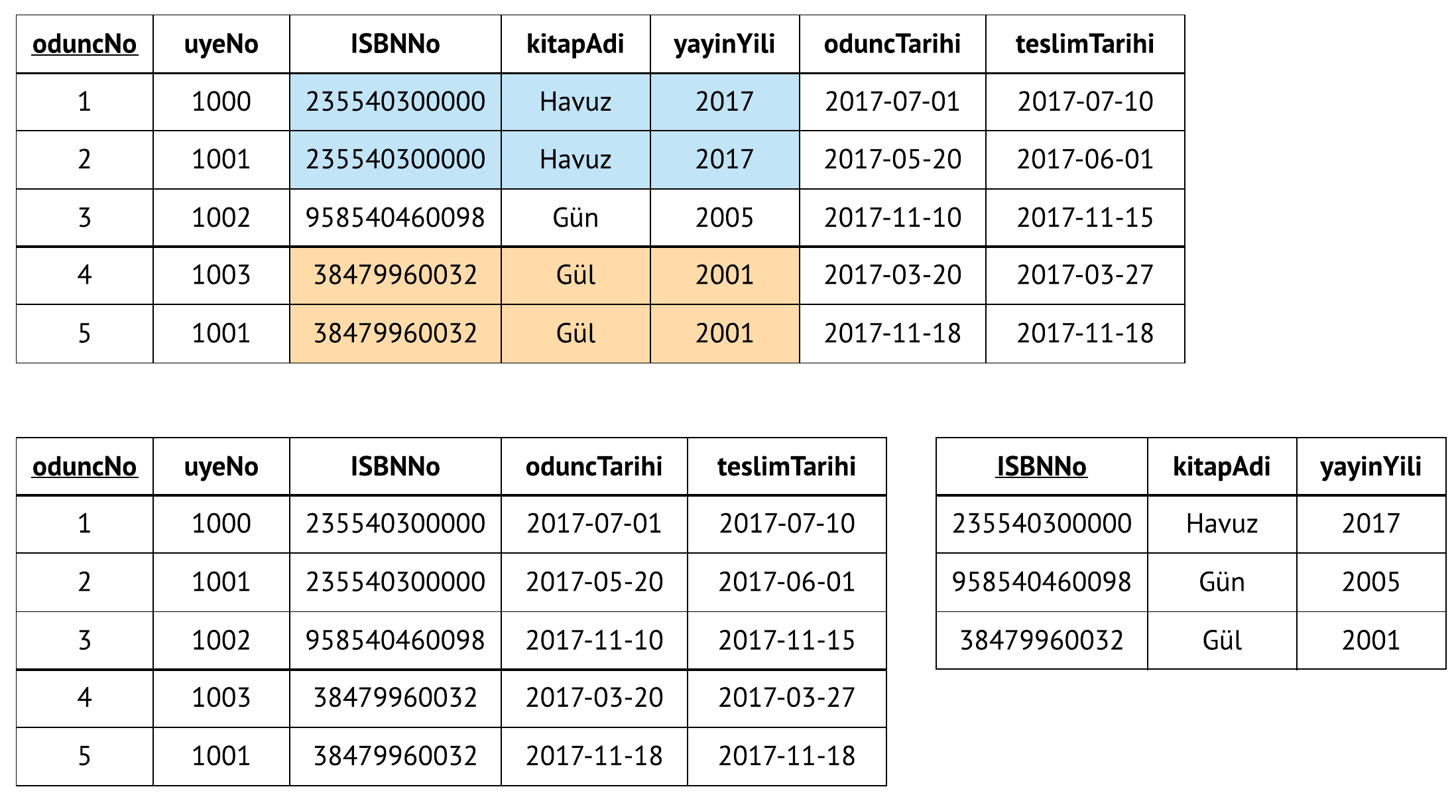 oduncNo uyeNo ISBNNo kitapAdi yayinYili oduncTarihi teslimTarihi
1 1000 235540300000 Havuz 2017 2017-07-01 2017-07-10
2 1001 235540300000 Havuz 2017 2017-05-20 2017-06-01
3 1002 958540460098 Gün 2005 2017-11-10 2017-11-15
4 1003 38479960032 Gül 2001 2017-03-20 2017-03-27
5 1001 38479960032 Gül 2001 2017-11-18 2017-11-18
oduncNo uyeNo ISBNNo oduncTarihi teslimTarihi
1 1000 235540300000 2017-07-01 2017-07-10
2 1001 235540300000 2017-05-20 2017-06-01
3 1002 958540460098 2017-11-10 2017-11-15
4 1003 38479960032 2017-03-20 2017-03-27
5 1001 38479960032 2017-11-18 2017-11-18
ISBNNo kitapAdi yayinYili
235540300000 Havuz 2017
958540460098 Gün 2005
38479960032 Gül 2001